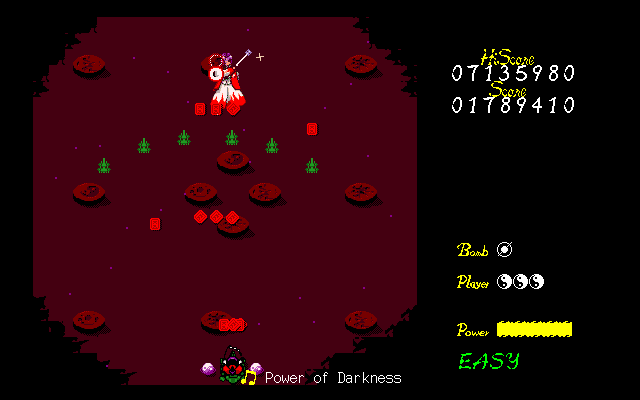 HiScore
07135980
Score
01789410
Bomb
Player
Power
EASY
♫ Power of Darkness